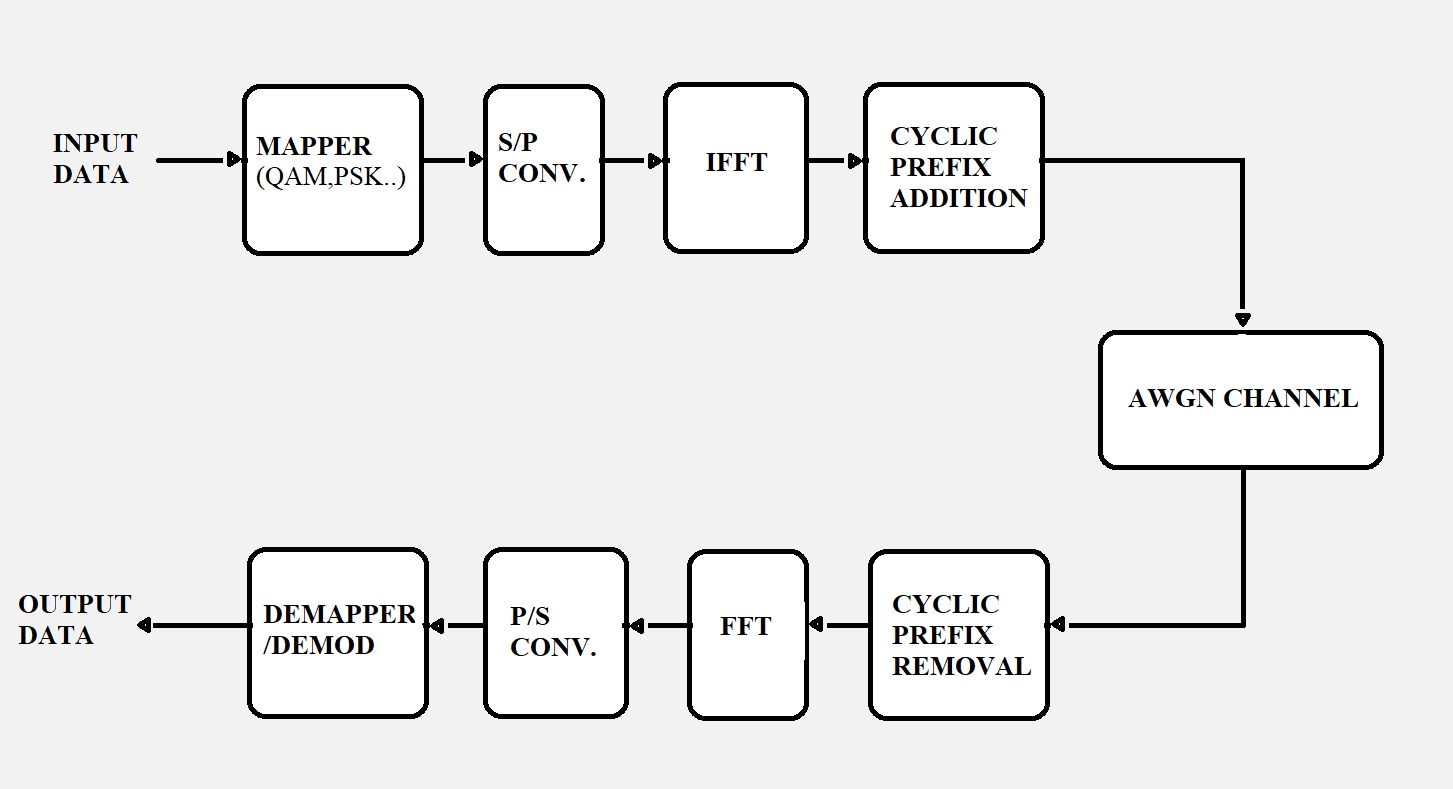 INPUT
DATA
MAPPER
(QAM,PSK..)
S/P
CONV.
IFFT
CYCLIC
PREFIX
ADDITION
AWGN CHANNEL
OUTPUT
DATA
DEMAPPER
/DEMOD
P/S
CONV.
FFT
CYCLIC
PREFIX
REMOVAL